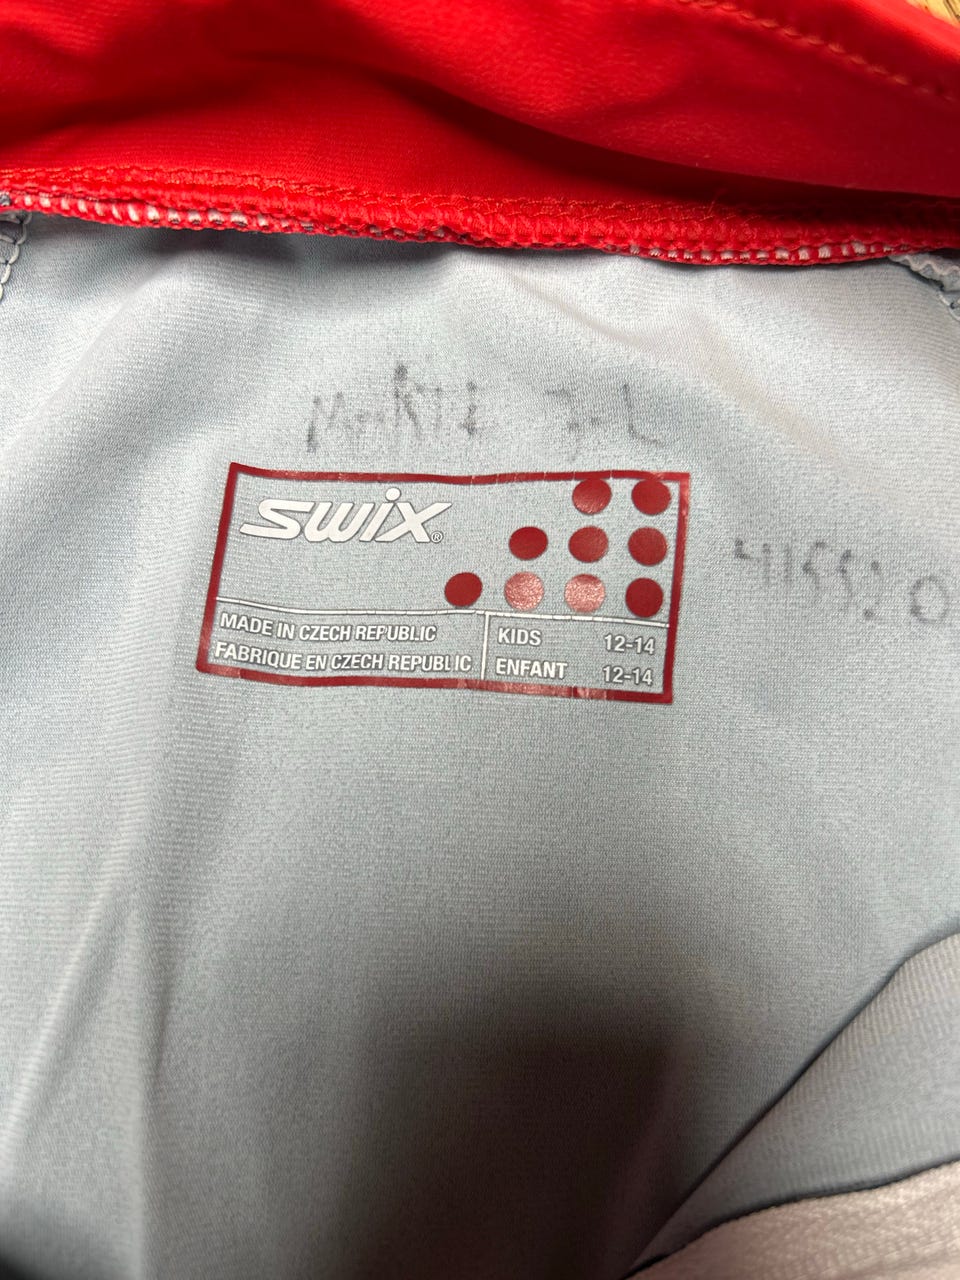 swix®
MADE IN CZECH REPUBLIC
FABRIQUE EN CZECH REPUBLIC
KIDS 12-14
ENFANT 12-14